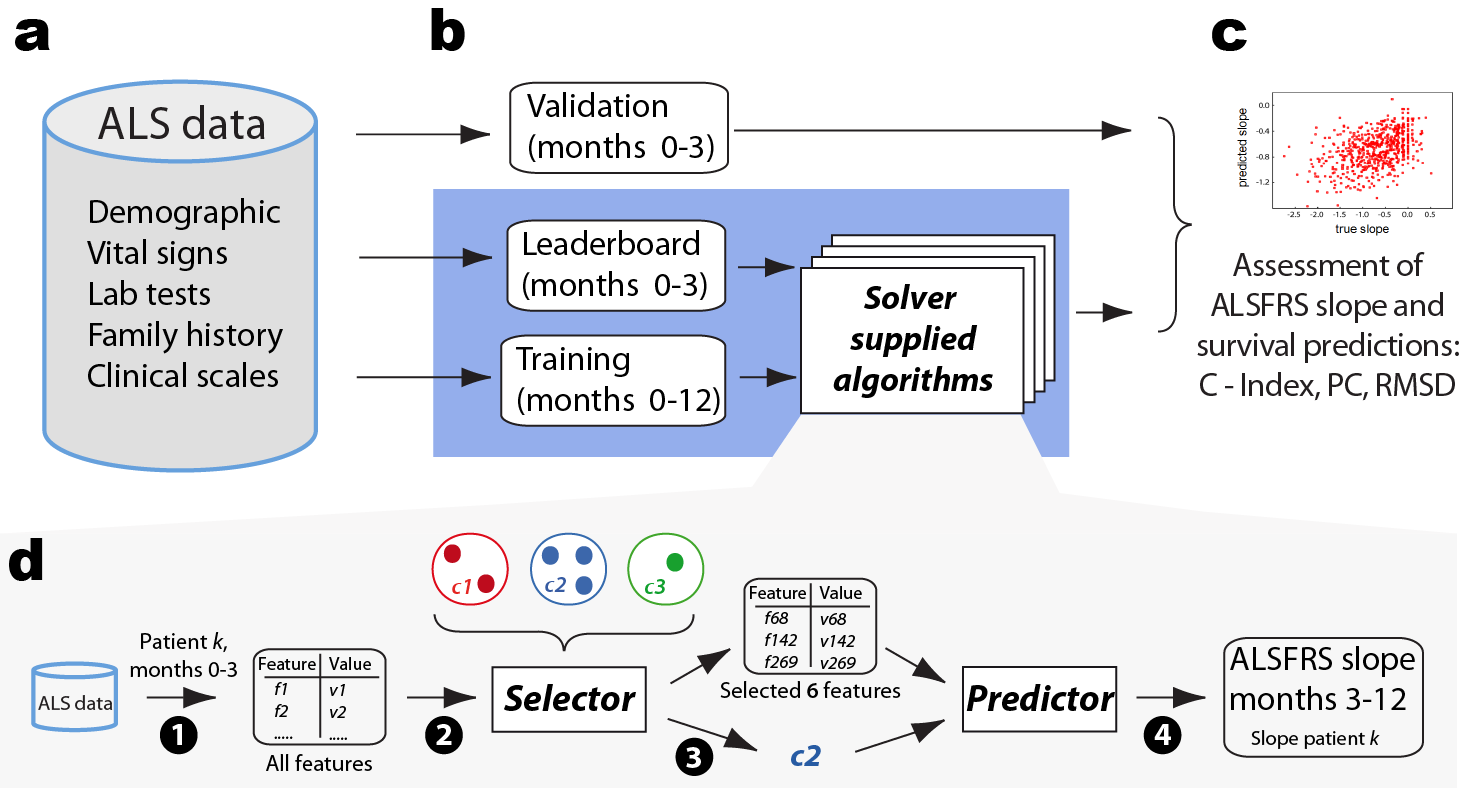 a
b
c
ALS data
Demographic
Vital signs
Lab tests
Family history
Clinical scales
Validation
(months 0-3)
Leaderboard
(months 0-3)
Training
(months 0-12)
Solver
supplied
algorithms
predicted slope
0.0
-0.4
-0.8
-1.2
-2.5 -2.0 -1.5 -1.0 -0.5 0.0 0.5
true slope
Assessment of
ALSFRS slope and
survival predictions:
C - Index, PC, RMSD
d
c1
c2
c3
ALS data
Patient k,
months 0-3
1
Feature Value
f1 v1
f2 v2
..... .....
All features
2
Selector
Feature Value
f68 v68
f142 v142
f269 v269
Selected 6 features
3
c2
Predictor
4
ALSFRS slope
months 3-12
Slope patient k